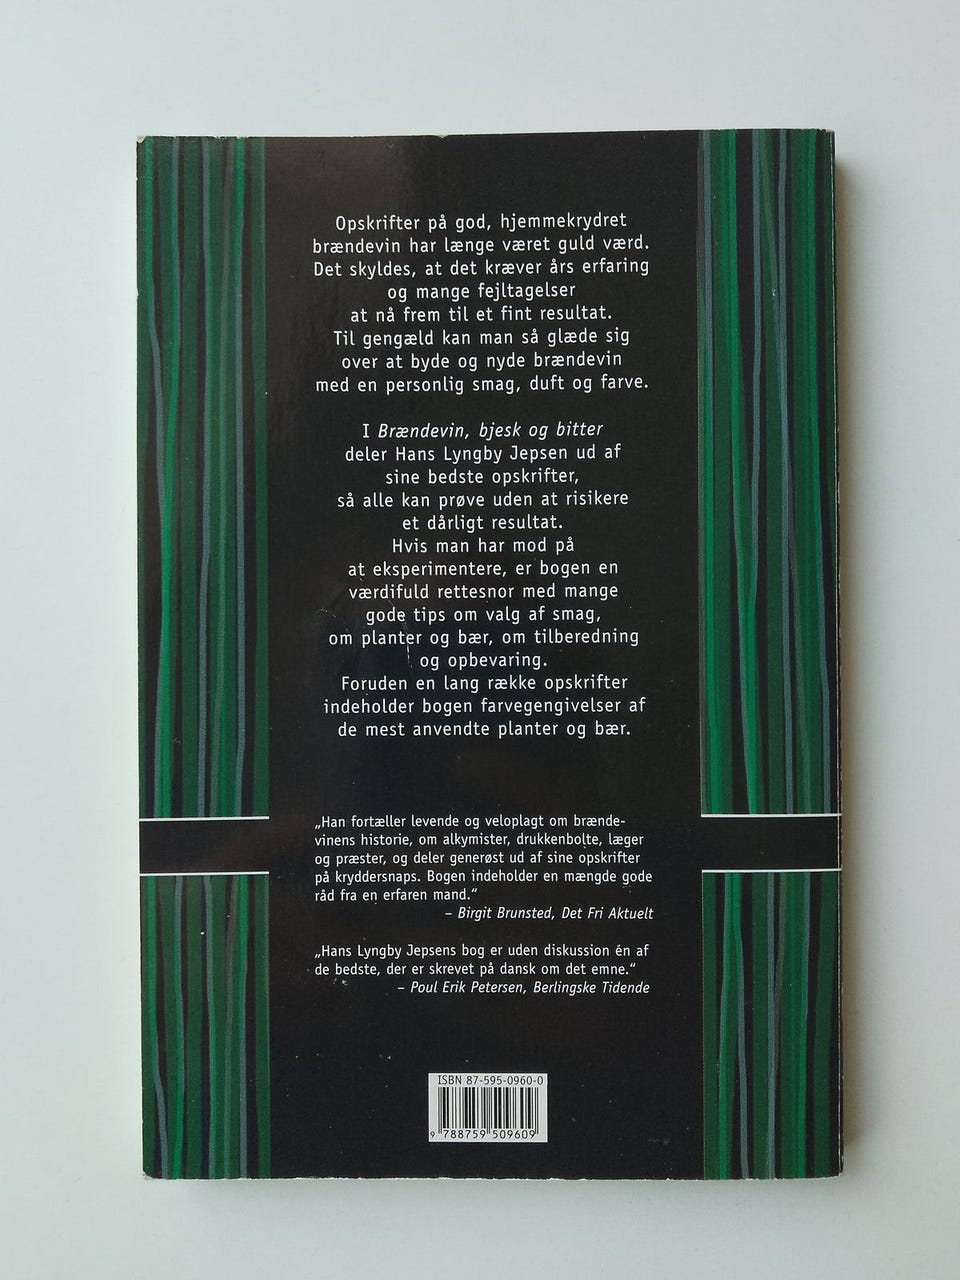 Opskrifter på god, hjemmekrydret
brændevin har længe været guld værd.
Det skyldes, at det kræver års erfaring
og mange fejltagelser
at nå frem til et fint resultat.
Til gengæld kan man så glæde sig
over at byde og nyde brændevin
med en personlig smag, duft og farve.
I Brændevin, bjesk og bitter
deler Hans Lyngby Jepsen ud af
sine bedste opskrifter,
så alle kan prøve uden at risikere
et dårligt resultat.
Hvis man har mod på
at eksperimentere, er bogen en
værdifuld rettesnor med mange
gode tips om valg af smag,
om planter og bær, om tilberedning
og opbevaring.
Foruden en lang række opskrifter
indeholder bogen farvegengivelser af
de mest anvendte planter og bær.
„Han fortæller levende og veloplagt om brænde-
vinens historie, om alkymister, drukkenbolte, læger
og præster, og deler generøst ud af sine opskrifter
på kryddersnaps. Bogen indeholder en mængde gode
råd fra en erfaren mand.“
– Birgit Brunsted, Det Fri Aktuelt
„Hans Lyngby Jepsens bog er uden diskussion én af
de bedste, der er skrevet på dansk om det emne.“
– Poul Erik Petersen, Berlingske Tidende
ISBN 87-595-0960-0
9 788759 509609